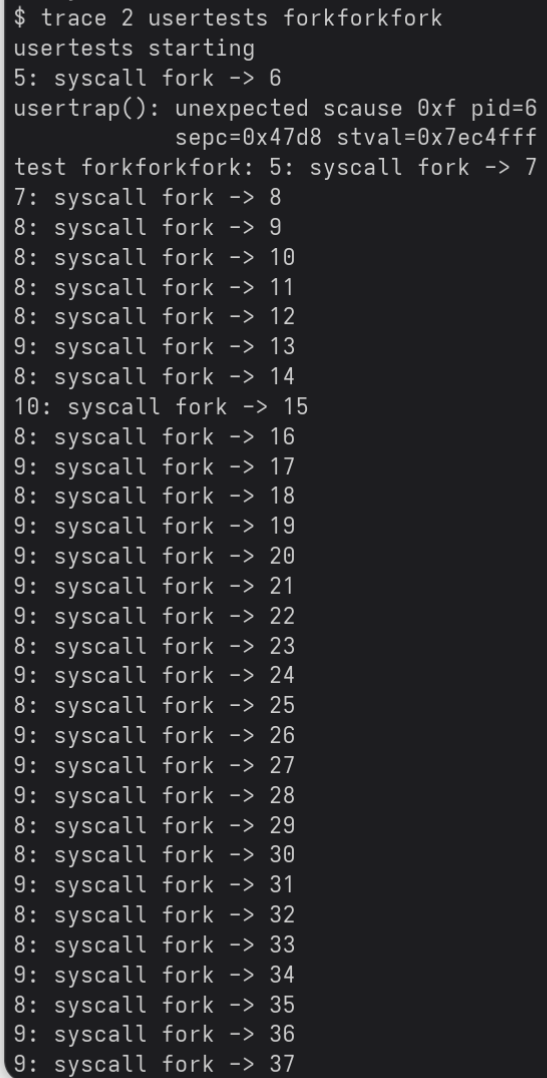 $ trace 2 usertests forkforkfork
usertests starting
5: syscall fork -> 6
usertrap(): unexpected scause 0xf pid=6
            sepc=0x47d8 stval=0x7ec4fff
test forkforkfork: 5: syscall fork -> 7
7: syscall fork -> 8
8: syscall fork -> 9
8: syscall fork -> 10
8: syscall fork -> 11
8: syscall fork -> 12
9: syscall fork -> 13
8: syscall fork -> 14
10: syscall fork -> 15
8: syscall fork -> 16
9: syscall fork -> 17
8: syscall fork -> 18
9: syscall fork -> 19
9: syscall fork -> 20
9: syscall fork -> 21
9: syscall fork -> 22
8: syscall fork -> 23
9: syscall fork -> 24
8: syscall fork -> 25
9: syscall fork -> 26
9: syscall fork -> 27
9: syscall fork -> 28
8: syscall fork -> 29
8: syscall fork -> 30
9: syscall fork -> 31
8: syscall fork -> 32
8: syscall fork -> 33
9: syscall fork -> 34
8: syscall fork -> 35
9: syscall fork -> 36
9: syscall fork -> 37